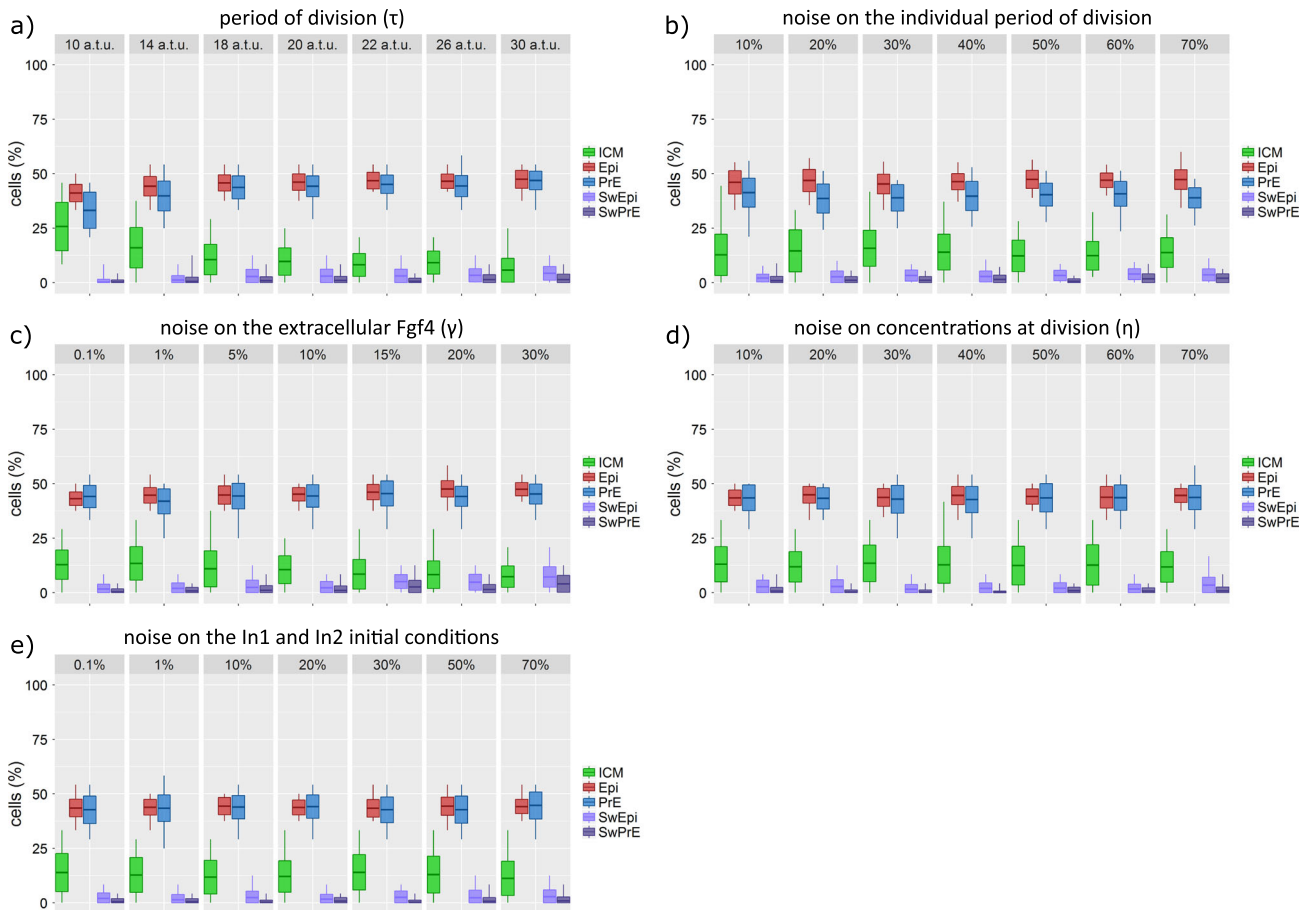 a)
period of division (τ)
10 a.t.u. 14 a.t.u. 18 a.t.u. 20 a.t.u. 22 a.t.u. 26 a.t.u. 30 a.t.u.
cells (%)
100
75
50
25
0
ICM
Epi
PrE
SwEpi
SwPrE
b)
noise on the individual period of division
10% 20% 30% 40% 50% 60% 70%
cells (%)
100
75
50
25
0
ICM
Epi
PrE
SwEpi
SwPrE
c)
noise on the extracellular Fgf4 (γ)
0.1% 1% 5% 10% 15% 20% 30%
cells (%)
100
75
50
25
0
ICM
Epi
PrE
SwEpi
SwPrE
d)
noise on concentrations at division (η)
10% 20% 30% 40% 50% 60% 70%
cells (%)
100
75
50
25
0
ICM
Epi
PrE
SwEpi
SwPrE
e)
noise on the In1 and In2 initial conditions
0.1% 1% 10% 20% 30% 50% 70%
cells (%)
100
75
50
25
0
ICM
Epi
PrE
SwEpi
SwPrE